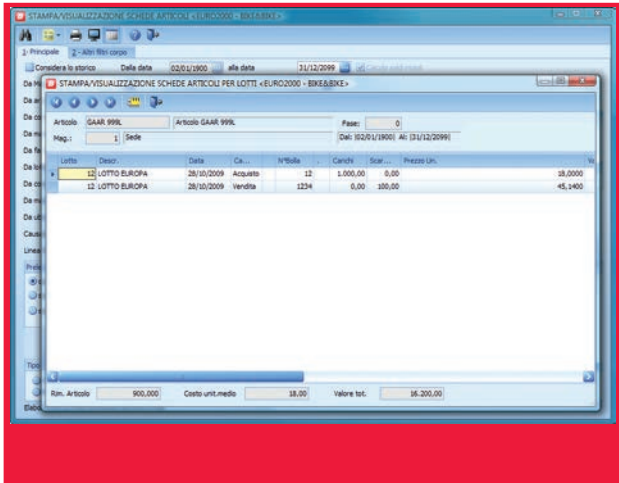 STAMPA/VISUALIZZAZIONE SCHEDE ARTICOLI «EURO2000 - BIKE&BIKE»
1- Principale 2 - Altri filtri corpo
Considera lo storico Dalla data 02/01/1900 alla data 31/12/2099
STAMPA/VISUALIZZAZIONE SCHEDE ARTICOLI PER LOTTI «EURO2000 - BIKE&BIKE»
Articolo GAAR 999L Articolo GAAR 999L Fase: 0
Mag.: 1 Sede Dal: (02/01/1900) Al: (31/12/2099)
Lotto Descr. Data Ca... N°Bolla . Carichi Scar... Prezzo Un.
12 LOTTO EUROPA 28/10/2009 Acquisto 12 1.000,00 0,00 18,0000
12 LOTTO EUROPA 28/10/2009 Vendita 1234 0,00 100,00 45,1400
Rim. Articolo 900,000 Costo unit.medio 18,00 Valore tot. 16.200,00